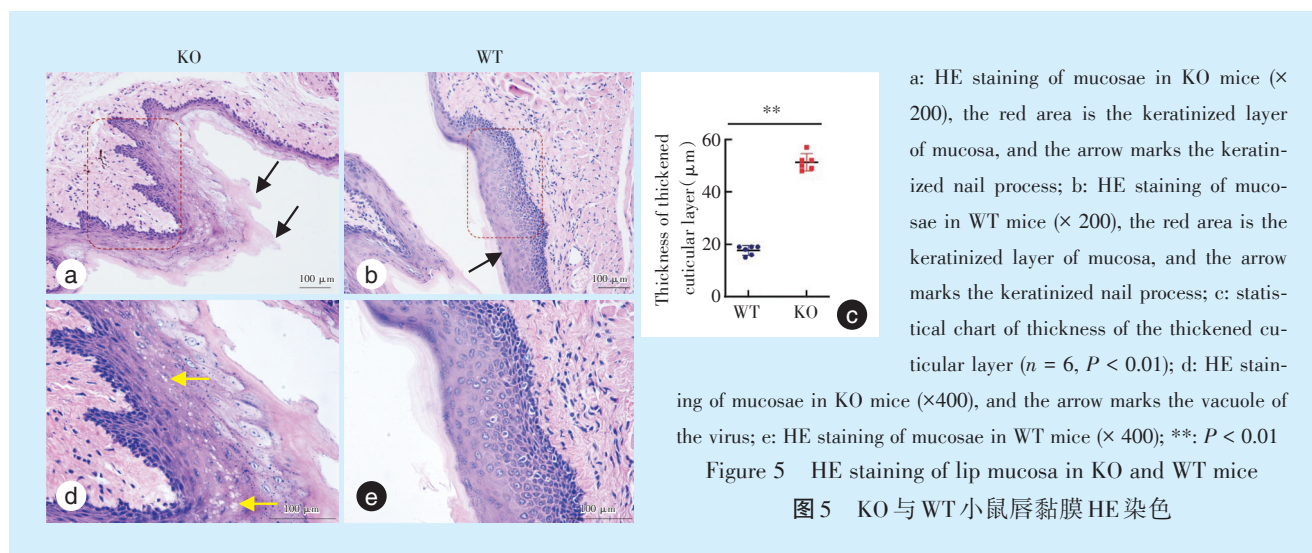 KO
WT
a
100 μm
b
100 μm
**
Thickness of thickened
cuticular layer(μm)
60
40
20
0
WT
KO
c
d
100 μm
e
100 μm
a: HE staining of mucosae in KO mice (×
200), the red area is the keratinized layer
of mucosa, and the arrow marks the keratin-
ized nail process; b: HE staining of muco-
sae in WT mice (× 200), the red area is the
keratinized layer of mucosa, and the arrow
marks the keratinized nail process; c: statis-
tical chart of thickness of the thickened cu-
ticular layer (n = 6, P < 0.01); d: HE stain-
ing of mucosae in KO mice (×400), and the arrow marks the vacuole of
the virus; e: HE staining of mucosae in WT mice (× 400); **: P < 0.01
Figure 5 HE staining of lip mucosa in KO and WT mice
图5 KO与WT小鼠唇黏膜HE染色